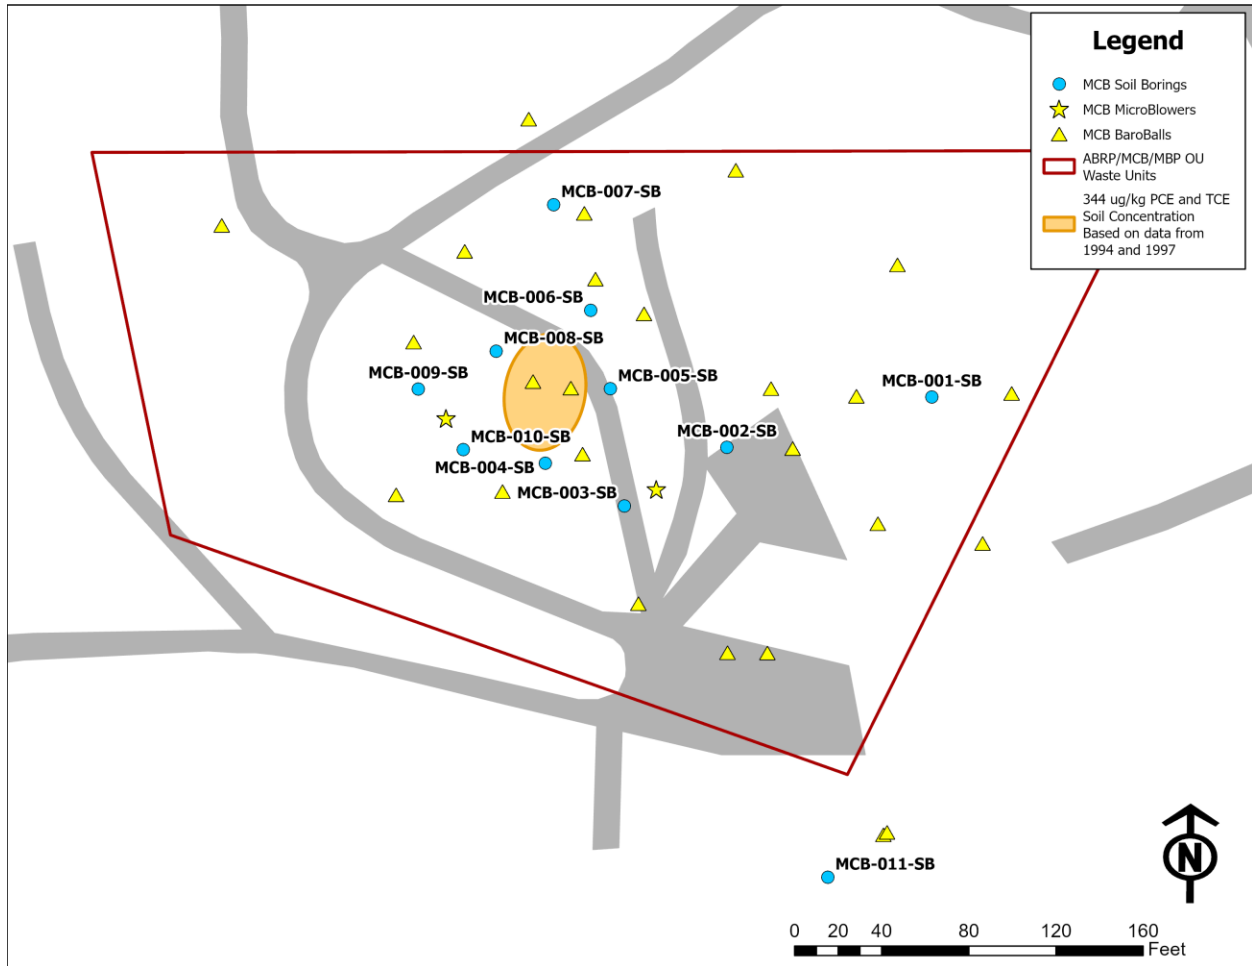 Legend
MCB Soil Borings
MCB MicroBlowers
MCB BaroBalls
ABRP/MCB/MBP OU
Waste Units
344 ug/kg PCE and TCE
Soil Concentration
Based on data from
1994 and 1997
MCB-007-SB
MCB-006-SB
MCB-008-SB
MCB-009-SB
MCB-005-SB
MCB-001-SB
MCB-010-SB
MCB-002-SB
MCB-004-SB
MCB-003-SB
MCB-011-SB
N
0 20 40 80 120 160
Feet